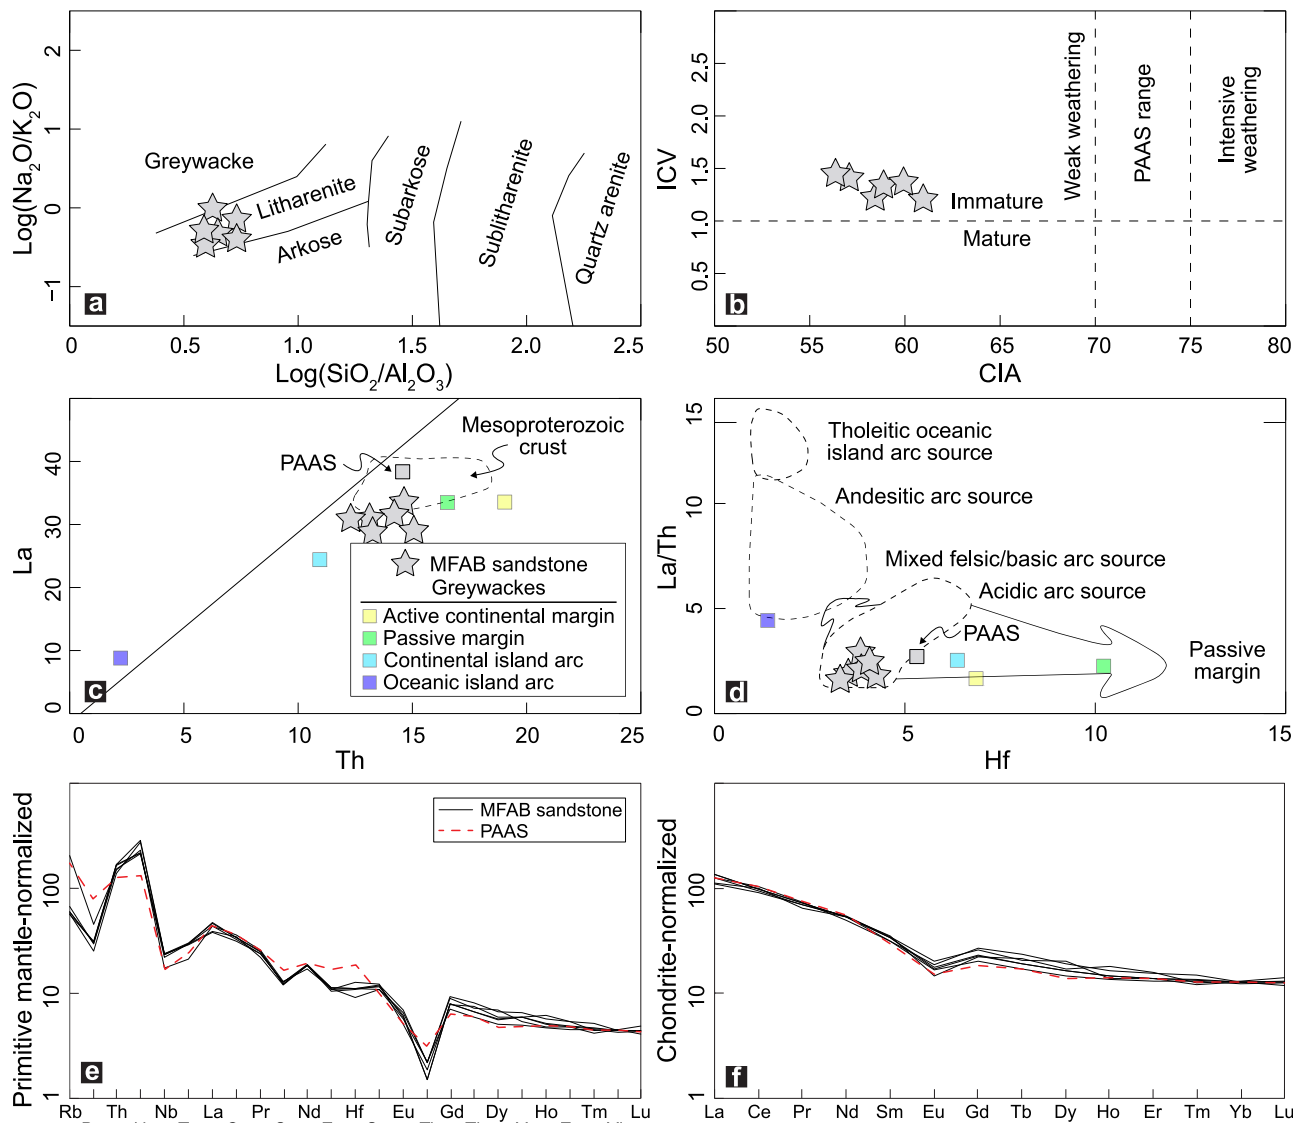 Log(Na2O/K2O)
2
1
0
−1
Greywacke
Litharenite
Arkose
Subarkose
Sublitharenite
Quartz arenite
a
0
0.5
1.0
1.5
2.0
2.5
Log(SiO2/Al2O3)
ICV
2.5
2.0
1.5
1.0
0.5
Weak weathering
PAAS range
Intensive
weathering
Immature
Mature
b
50
55
60
65
70
75
80
CIA
La
40
30
20
10
0
Mesoproterozoic
crust
PAAS
MFAB sandstone
Greywackes
Active continental margin
Passive margin
Continental island arc
Oceanic island arc
c
0
10
15
20
25
Th
La/Th
15
10
5
0
Tholeitic oceanic
island arc source
Andesitic arc source
Mixed felsic/basic arc source
Acidic arc source
PAAS
Passive
margin
d
0
5
10
15
Hf
Primitive mantle-normalized
100
10
1
MFAB sandstone
PAAS
e
Rb Th Nb La Pr Nd Hf Eu Gd Dy Ho Tm Lu
Chondrite-normalized
100
10
1
f
La Ce Pr Nd Sm Eu Gd Tb Dy Ho Er Tm Yb Lu